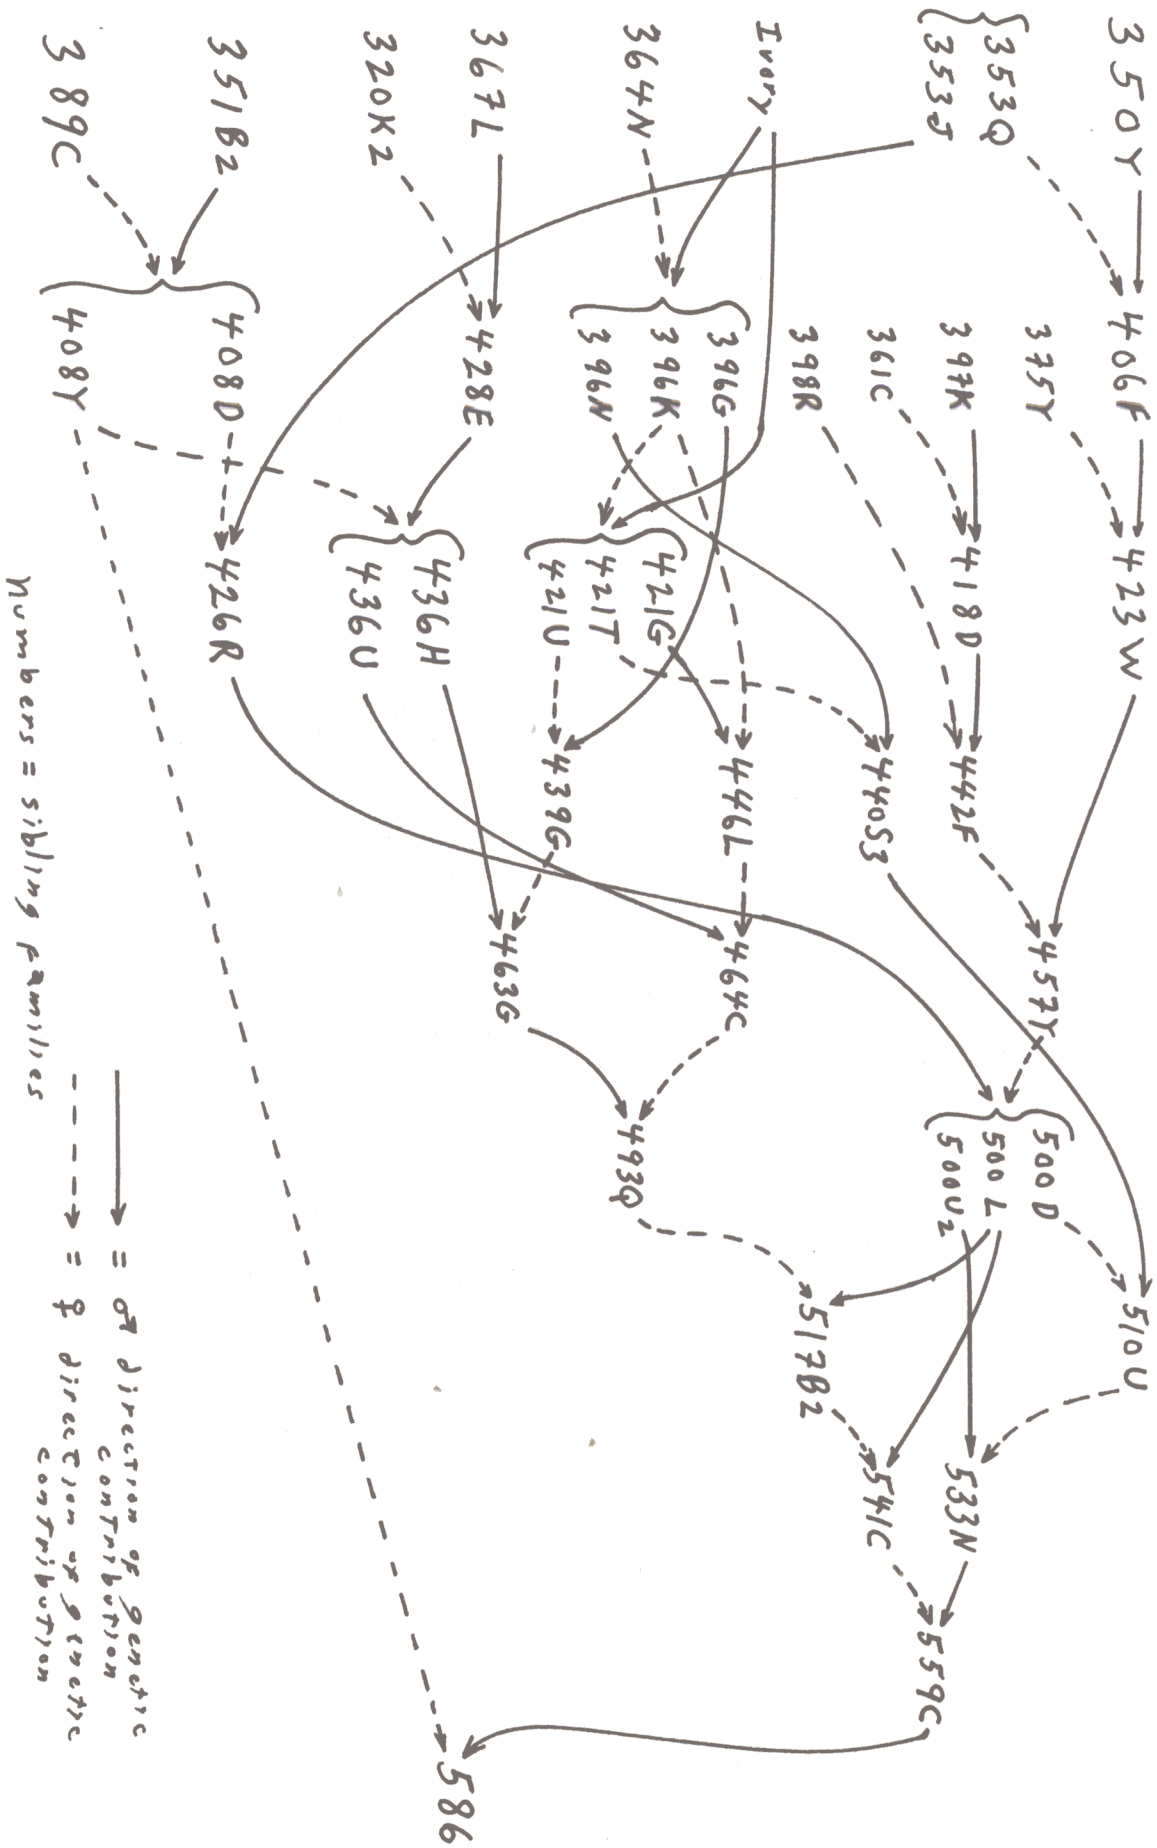 350Y
353Q
353J
Ivory
364N
367L
320K2
351B2
389C
406F
375Y
397K
361C
398R
396G
396K
396N
428E
408D
408Y
423W
418D
421G
421T
421U
436H
436U
426R
442F
440S3
446L
439G
457Y
464C
463G
500D
500L
500U2
493Q
510U
517B2
533N
541C
559C
586
Numbers = sibling families
= ♂ direction of genetic
contribution
= ♀ direction of genetic
contribution